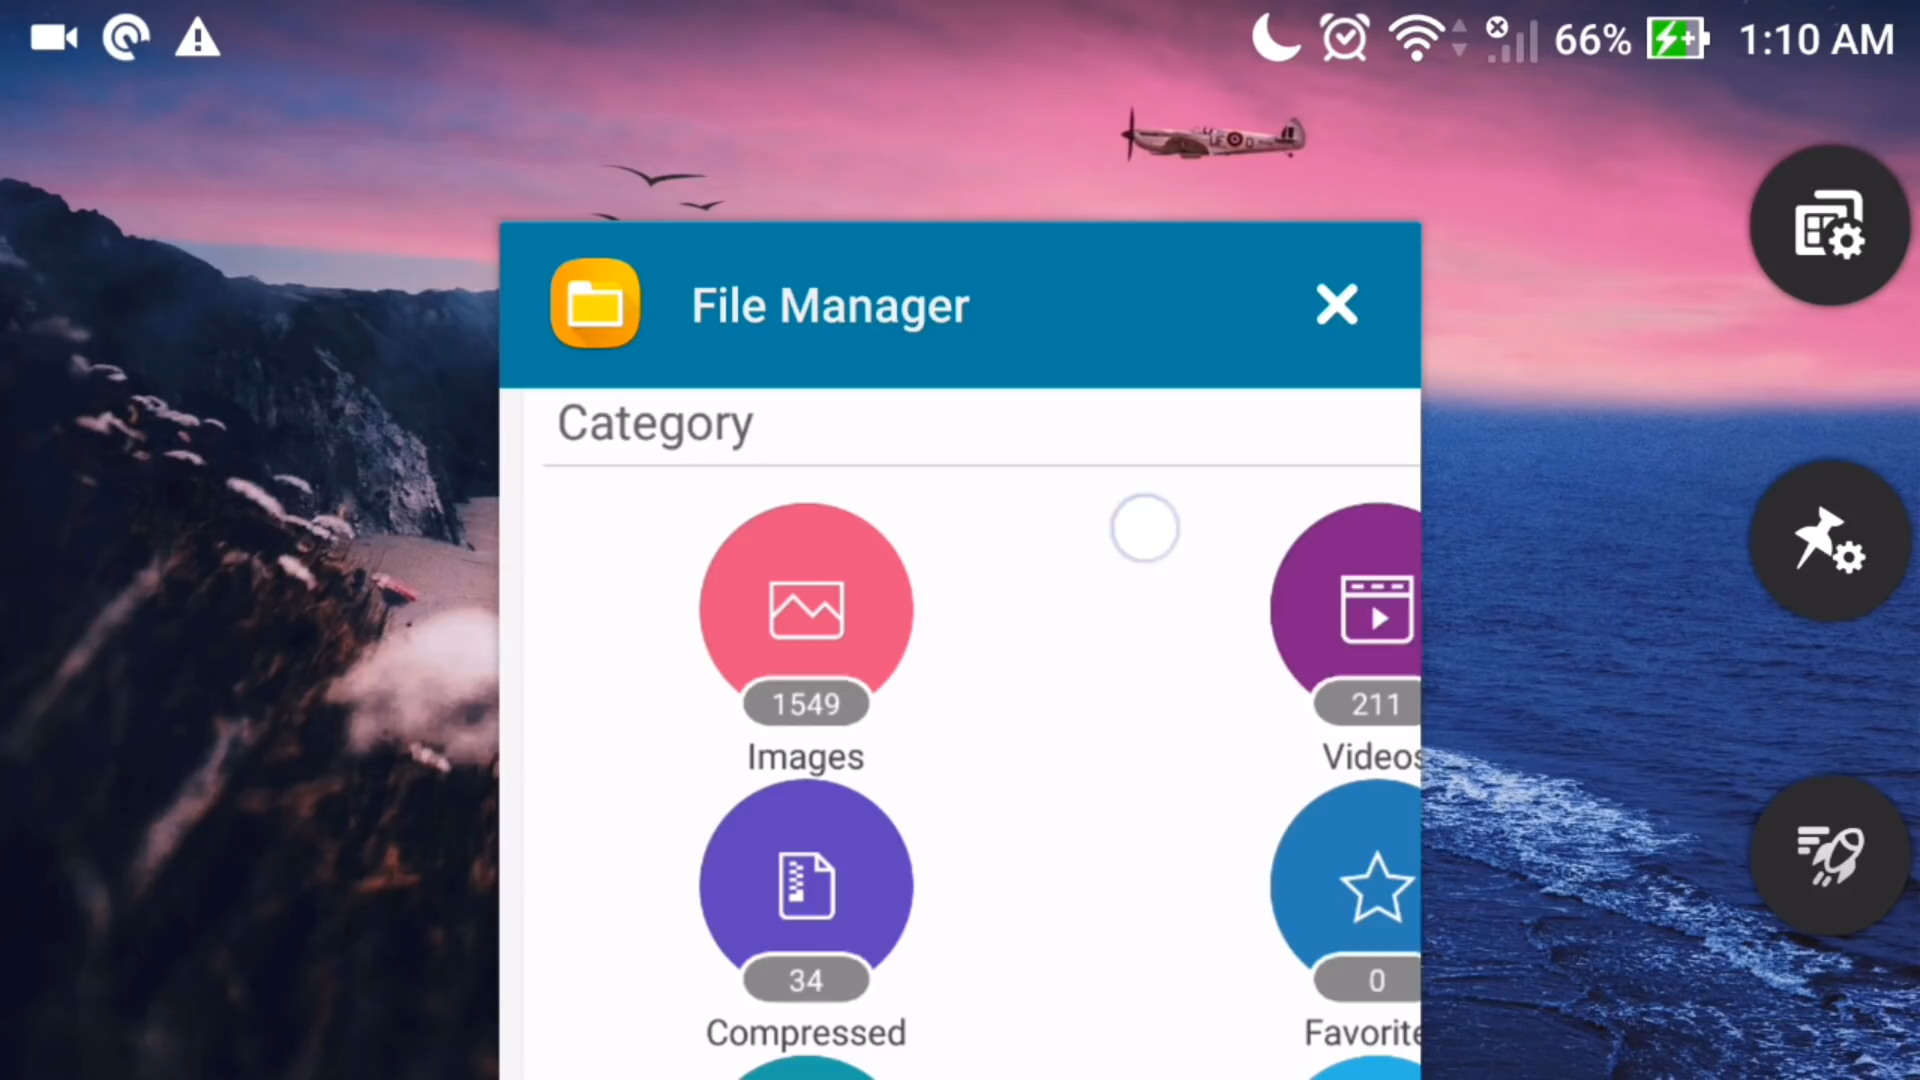 66% 1:10 AM
File Manager
Category
1549
211
Images
Videos
34
0
Compressed
Favorite